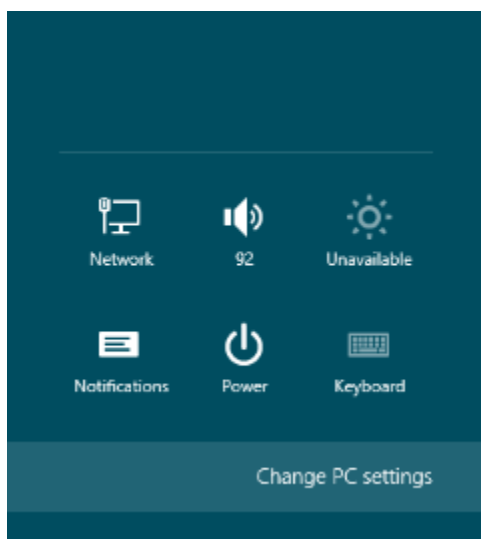 Network
92
Unavailable
Notifications
Power
Keyboard
Change PC settings